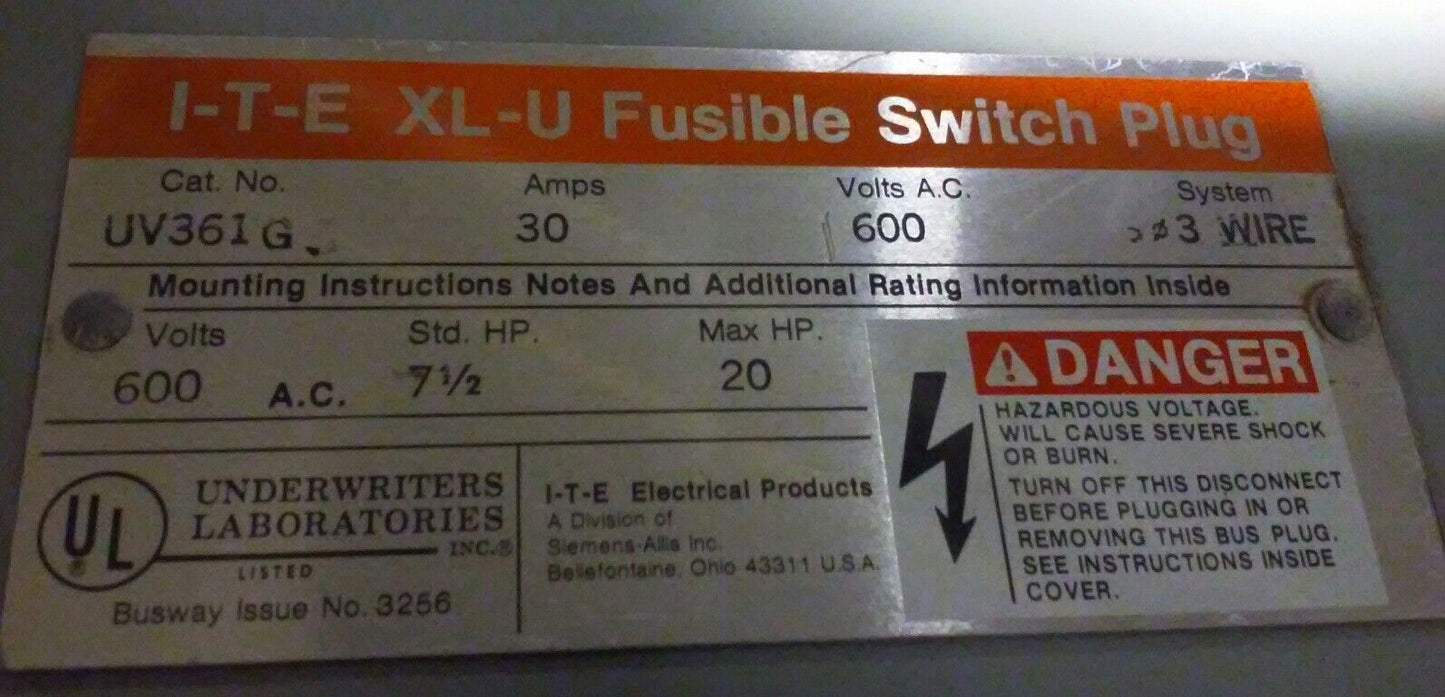 I-T-E XL-U Fusible Switch Plug
Cat. No. Amps Volts A.C. System
UV361G. 30 600 ø3 WIRE
Mounting Instructions Notes And Additional Rating Information Inside
Volts Std. HP. Max HP.
600 A.C. 7½ 20
DANGER
HAZARDOUS VOLTAGE.
WILL CAUSE SEVERE SHOCK
OR BURN.
TURN OFF THIS DISCONNECT
BEFORE PLUGGING IN OR
REMOVING THIS BUS PLUG.
SEE INSTRUCTIONS INSIDE
COVER.
UL ®
UNDERWRITERS
LABORATORIES
INC.®
LISTED
Busway Issue No. 3256
I-T-E Electrical Products
A Division of
Siemens-Allis Inc.
Bellefontaine, Ohio 43311 U.S.A.